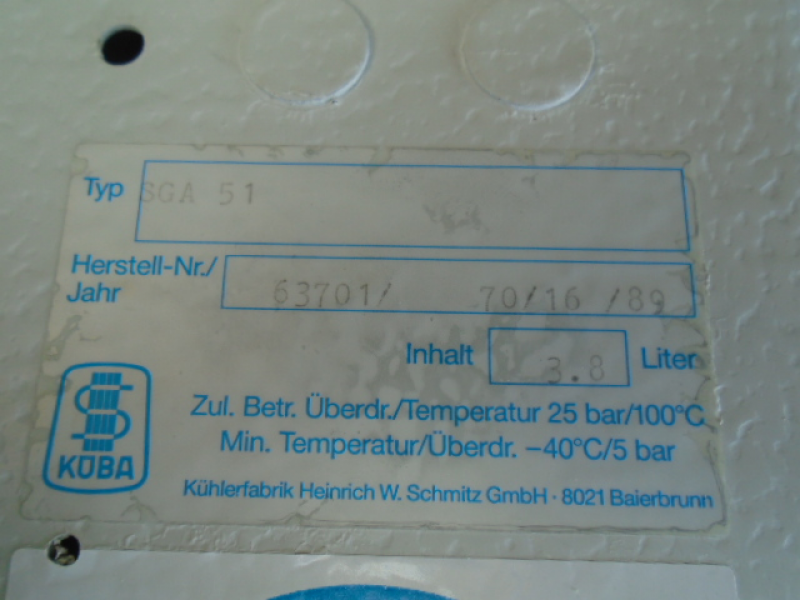 Typ SGA 51
Herstell-Nr./
Jahr 63701/ 70/16 /89
Inhalt 3.8 Liter
Zul. Betr. Überdr./Temperatur 25 bar/100°C
Min. Temperatur/Überdr. –40°C/5 bar
KÜBA
Kühlerfabrik Heinrich W. Schmitz GmbH · 8021 Baierbrunn